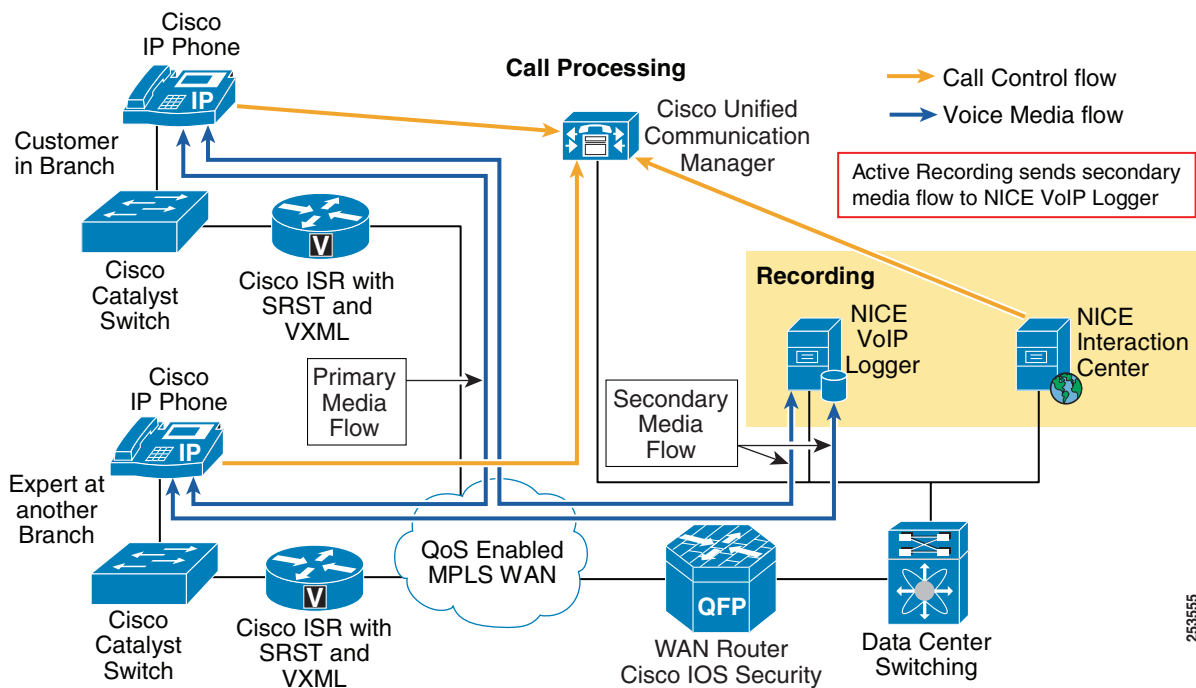 Cisco
IP Phone
IP
Customer
in Branch
Cisco
Catalyst
Switch
V
Cisco ISR with
SRST and
VXML
Call Processing
Cisco Unified
Communication
Manager
Call Control flow
Voice Media flow
Active Recording sends secondary
media flow to NICE VoIP Logger
Recording
NICE
VoIP
Logger
NICE
Interaction
Center
Primary
Media
Flow
Secondary
Media
Flow
Cisco
IP Phone
IP
Expert at
another
Branch
Cisco
Catalyst
Switch
V
Cisco ISR with
SRST and
VXML
QoS Enabled
MPLS WAN
QFP
WAN Router
Cisco IOS Security
Data Center
Switching
253555